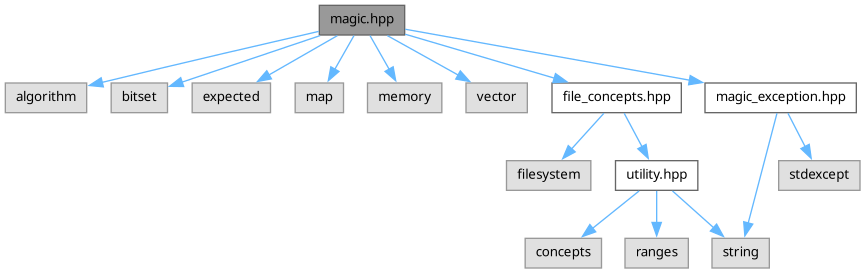 magic.hpp
algorithm
bitset
expected
map
memory
vector
file_concepts.hpp
magic_exception.hpp
filesystem
utility.hpp
stdexcept
concepts
ranges
string